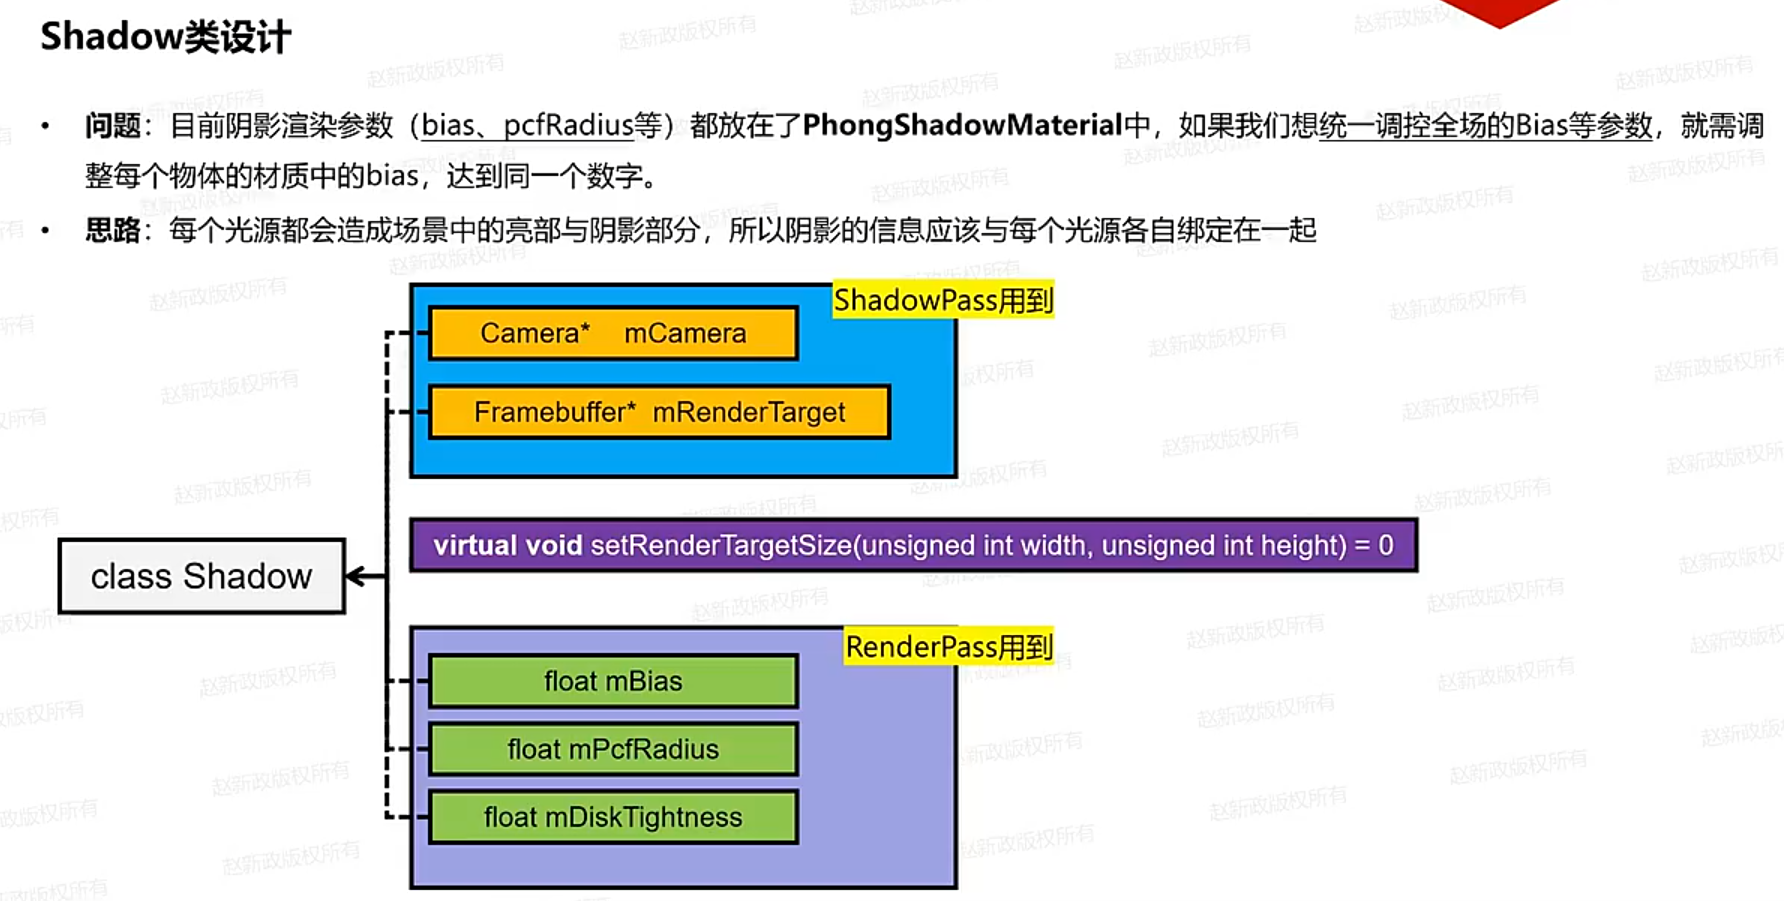 Shadow类设计
• 问题：目前阴影渲染参数（bias、pcfRadius等）都放在了PhongShadowMaterial中，如果我们想统一调控全场的Bias等参数，就需调
整每个物体的材质中的bias，达到同一个数字。
• 思路：每个光源都会造成场景中的亮部与阴影部分，所以阴影的信息应该与每个光源各自绑定在一起
ShadowPass用到
Camera* mCamera
Framebuffer* mRenderTarget
virtual void setRenderTargetSize(unsigned int width, unsigned int height) = 0
class Shadow
RenderPass用到
float mBias
float mPcfRadius
float mDiskTightness
赵新政版权所有